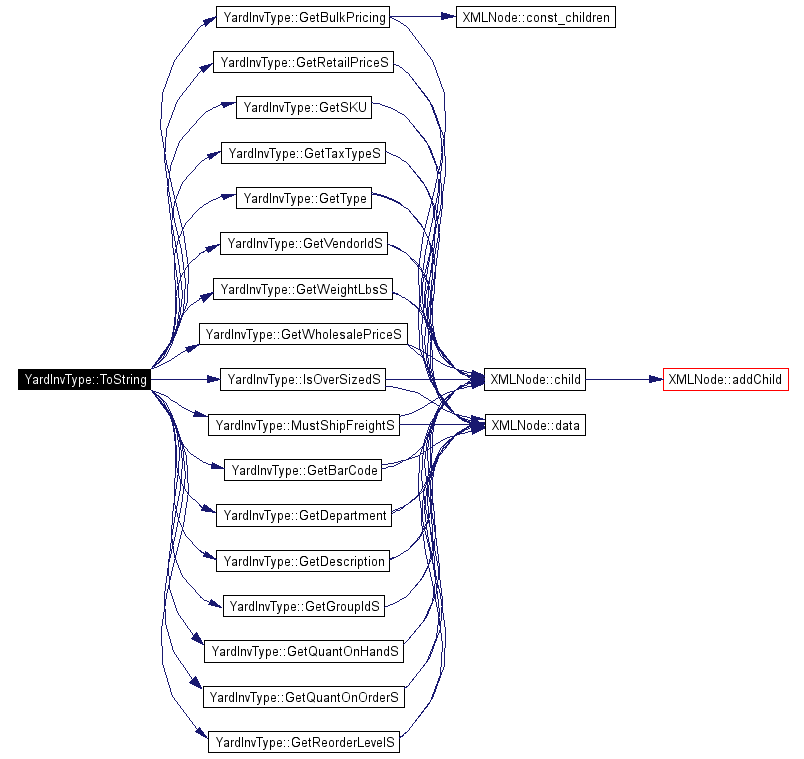 YardInvType::GetBulkPricing
XMLNode::const_children
YardInvType::GetRetailPriceS
YardInvType::GetSKU
YardInvType::GetTaxTypeS
YardInvType::GetType
YardInvType::GetVendorIdS
YardInvType::GetWeightLbsS
YardInvType::GetWholesalePriceS
YardInvType::ToString
YardInvType::IsOverSizedS
XMLNode::child
XMLNode::addChild
YardInvType::MustShipFreightS
XMLNode::data
YardInvType::GetBarCode
YardInvType::GetDepartment
YardInvType::GetDescription
YardInvType::GetGroupIdS
YardInvType::GetQuantOnHandS
YardInvType::GetQuantOnOrderS
YardInvType::GetReorderLevelS